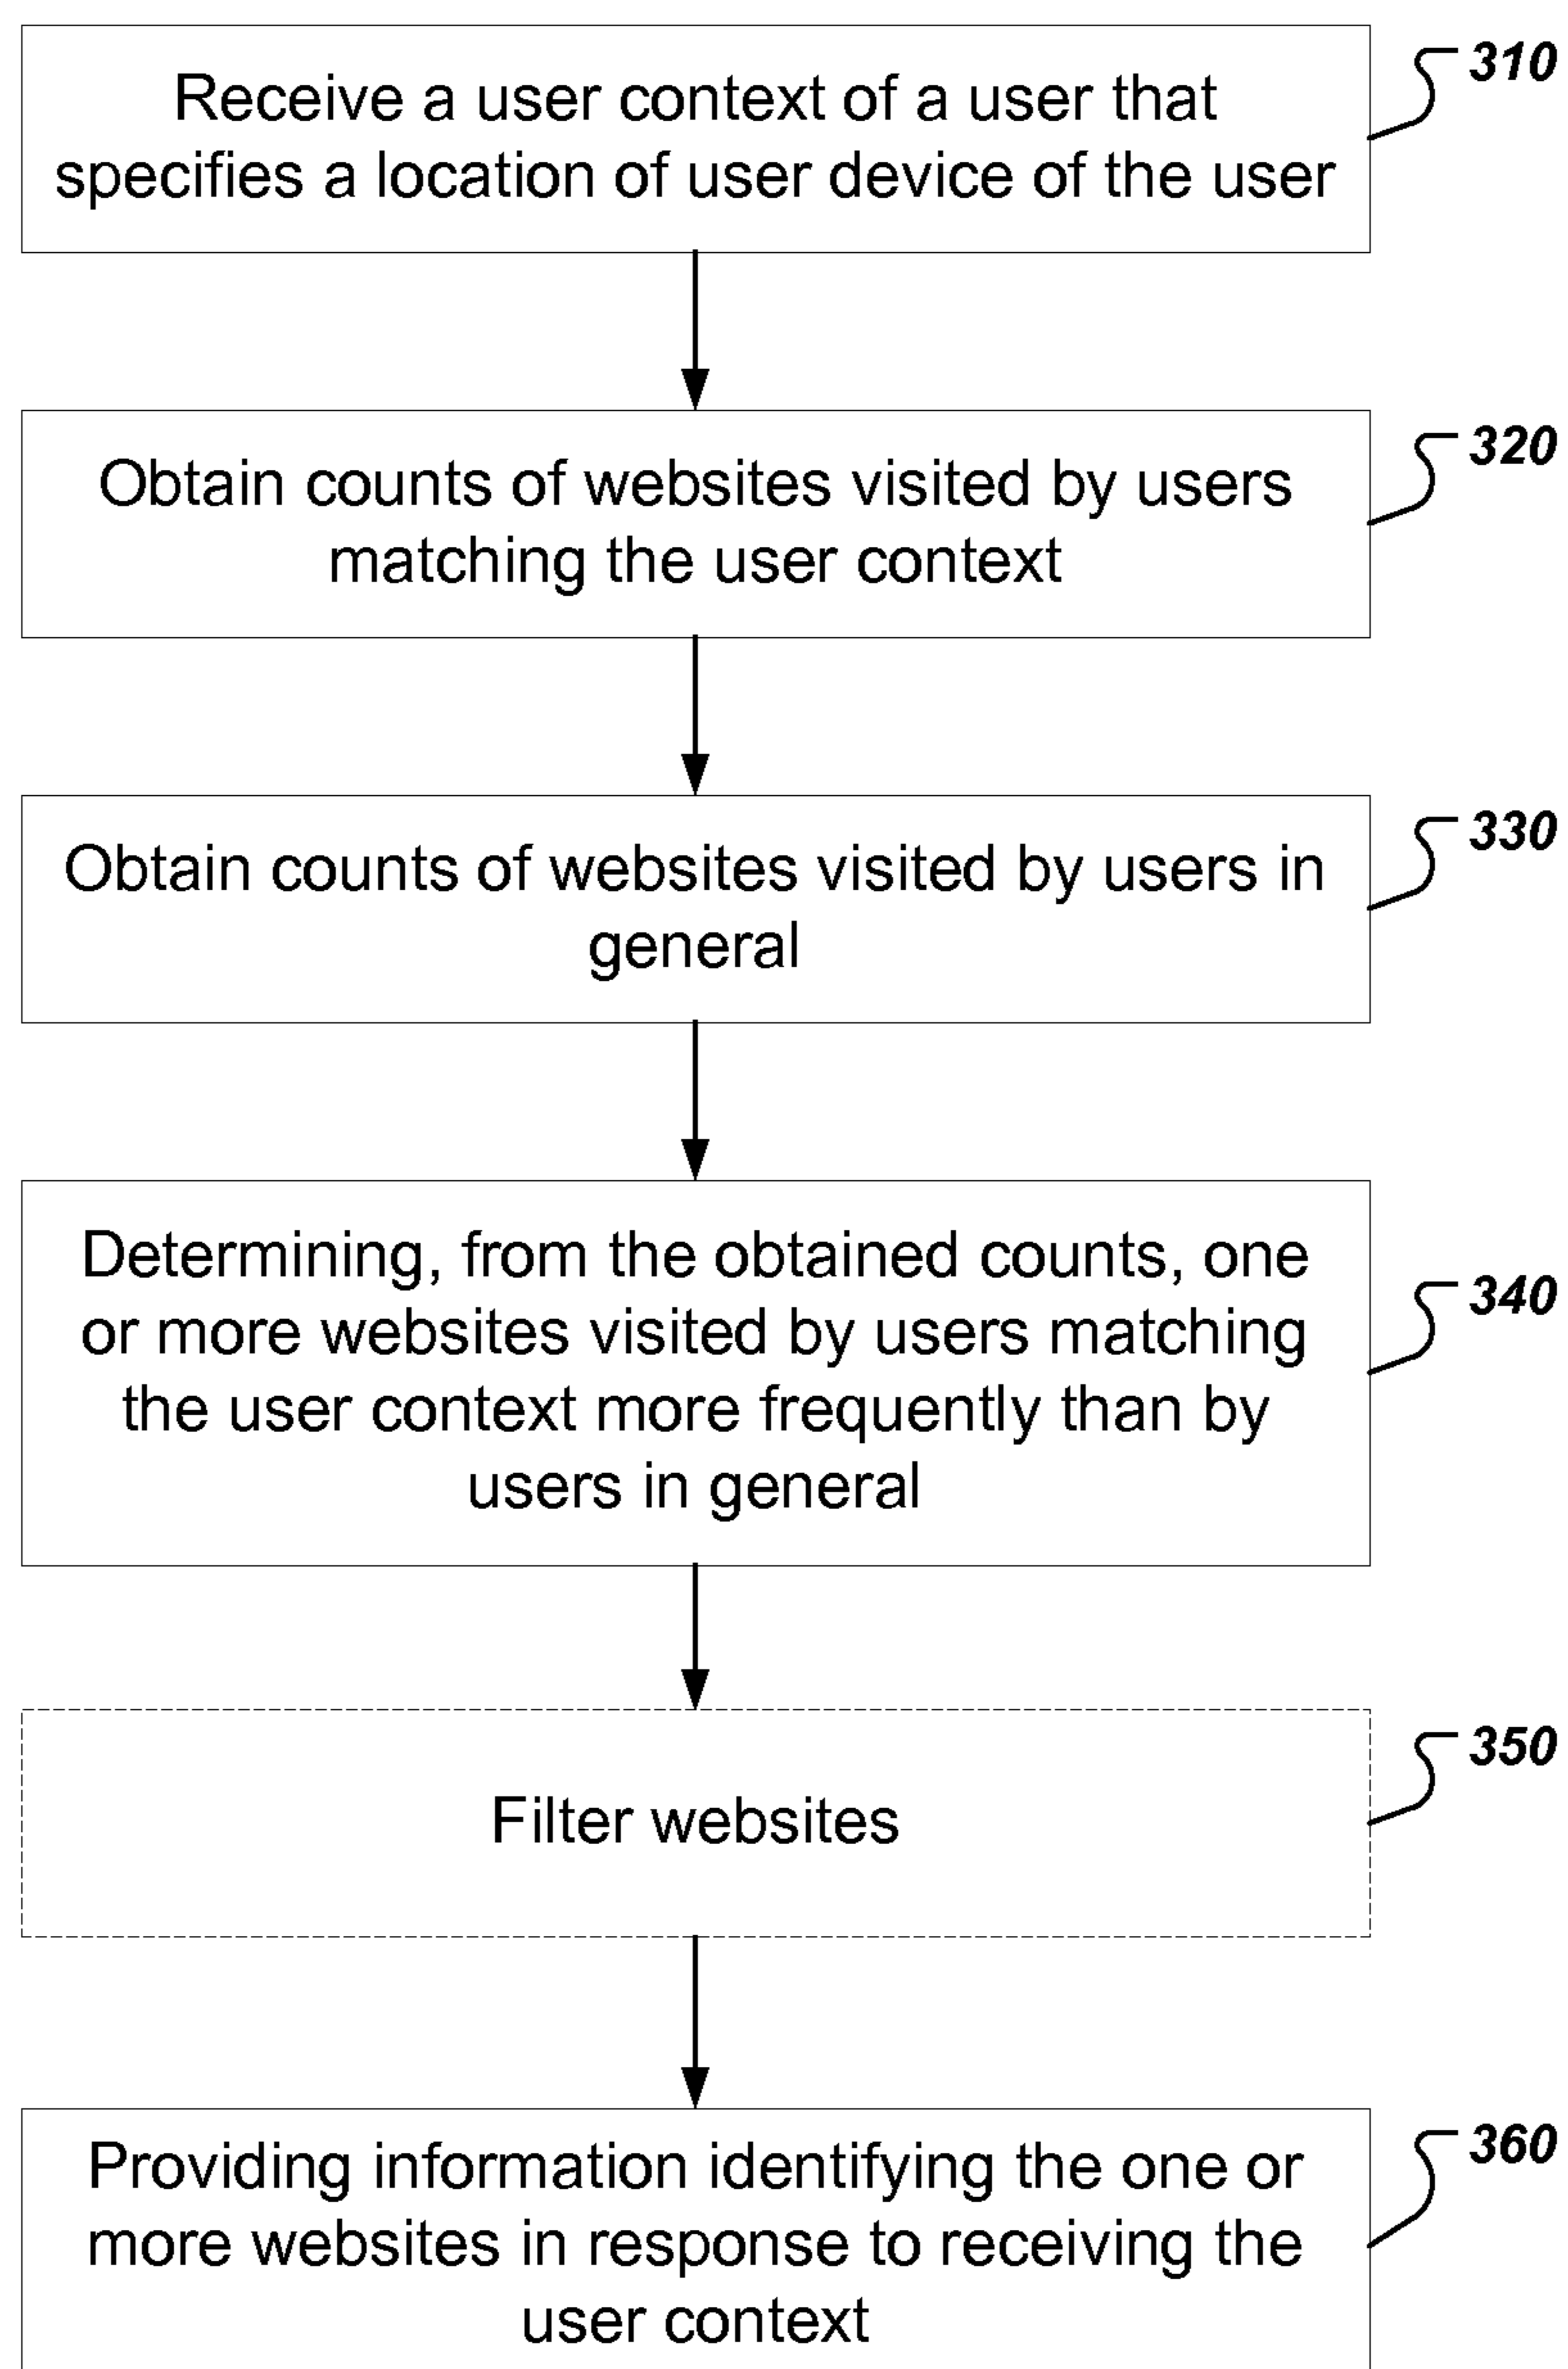 Receive a user context of a user that
specifies a location of user device of the user
310
Obtain counts of websites visited by users
matching the user context
320
Obtain counts of websites visited by users in
general
330
Determining, from the obtained counts, one
or more websites visited by users matching
the user context more frequently than by
users in general
340
Filter websites
350
Providing information identifying the one or
more websites in response to receiving the
user context
360